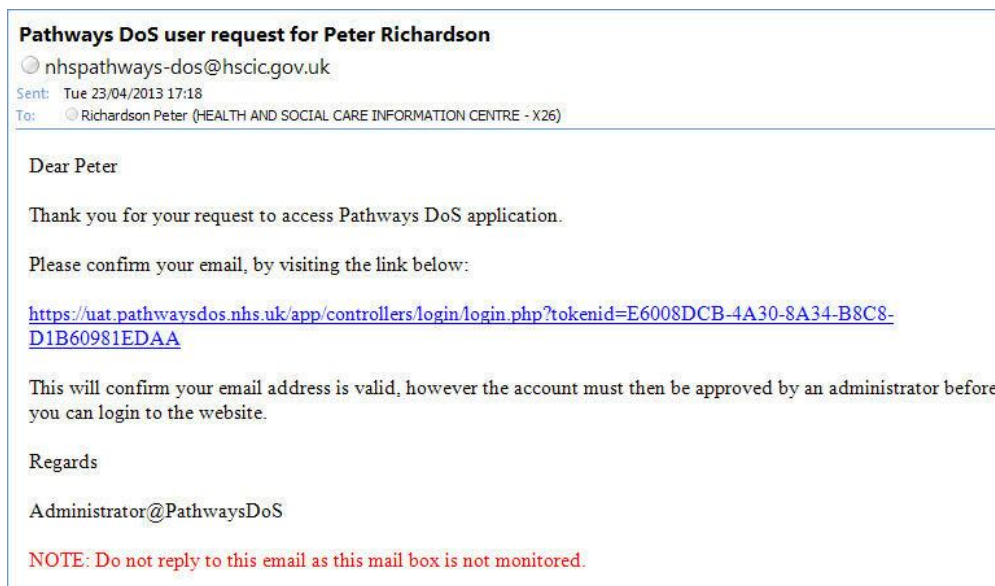 Pathways DoS user request for Peter Richardson
nhspathways-dos@hscic.gov.uk
Sent: Tue 23/04/2013 17:18
To: Richardson Peter (HEALTH AND SOCIAL CARE INFORMATION CENTRE - X26)
Dear Peter
Thank you for your request to access Pathways DoS application.
Please confirm your email, by visiting the link below:
https://uat.pathwaysdos.nhs.uk/app/controllers/login/login.php?tokenid=E6008DCB-4A30-8A34-B8C8-
D1B60981EDAA
This will confirm your email address is valid, however the account must then be approved by an administrator before
you can login to the website.
Regards
Administrator@PathwaysDoS
NOTE: Do not reply to this email as this mail box is not monitored.